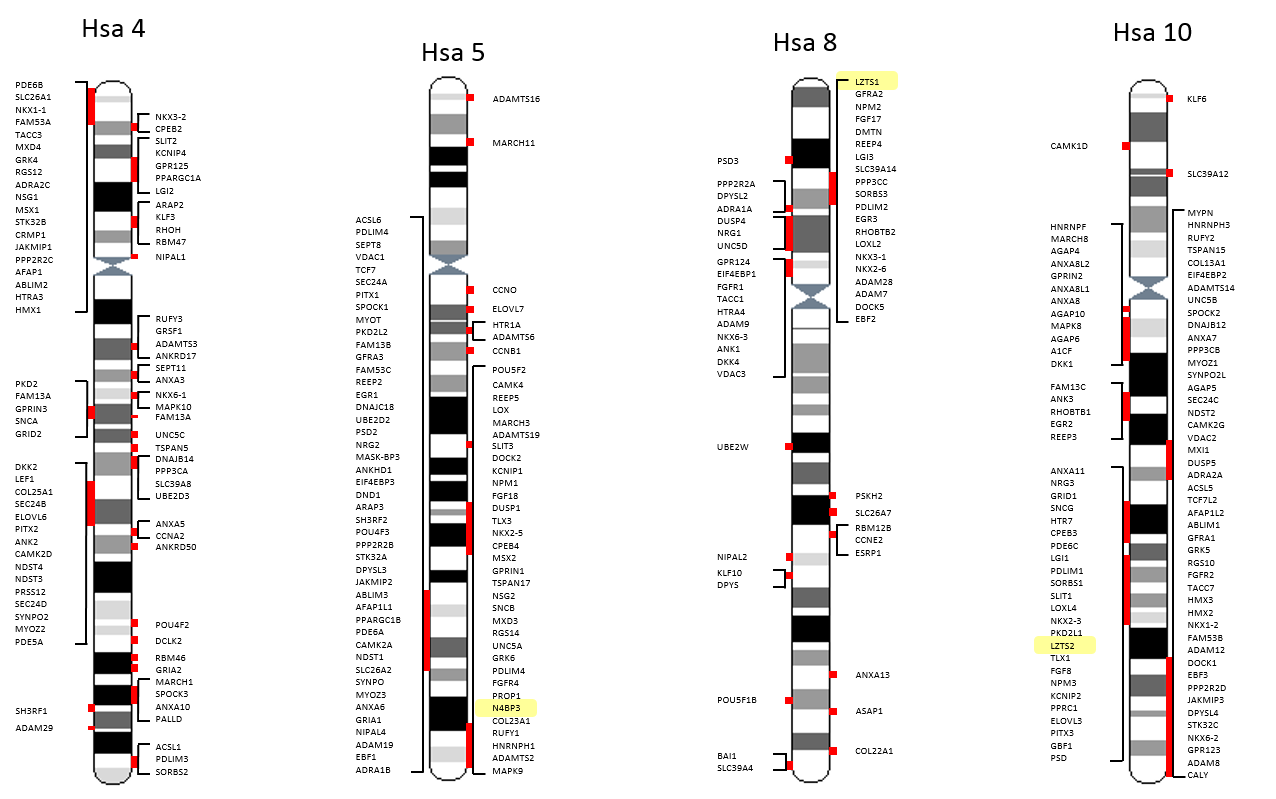 Hsa 4
PDE6B
SLC26A1
NKX1-1
FAM53A
TACC3
MXD4
GRK4
RGS12
ADRA2C
NSG1
MSX1
STK32B
CRMP1
JAKMIP1
PPP2R2C
AFAP1
ABLIM2
HTRA3
HMX1
PKD2
FAM13A
GPRIN3
SNCA
GRID2
DKK2
LEF1
COL25A1
SEC24B
ELOVL6
PITX2
ANK2
CAMK2D
NDST4
NDST3
PRSS12
SEC24D
SYNPO2
MYOZ2
PDE5A
SH3RF1
ADAM29
NKX3-2
CPEB2
SLIT2
KCNIP4
GPR125
PPARGC1A
LGI2
ARAP2
KLF3
RHOH
RBM47
NIPAL1
RUFY3
GRSF1
ADAMTS3
ANKRD17
SEPT11
ANXA3
NKX6-1
MAPK10
FAM13A
UNC5C
TSPAN5
DNAJB14
PPP3CA
SLC39A8
UBE2D3
ANXA5
CCNA2
ANKRD50
POU4F2
DCLK2
RBM46
GRIA2
MARCH1
SPOCK3
ANXA10
PALLD
ACSL1
PDLIM3
SORBS2
Hsa 5
ACSL6
PDLIM4
SEPT8
VDAC1
TCF7
SEC24A
PITX1
SPOCK1
MYOT
PKD2L2
FAM13B
GFRA3
FAM53C
REEP2
EGR1
DNAJC18
UBE2D2
PSD2
NRG2
MASK-BP3
ANKHD1
EIF4EBP3
DND1
ARAP3
SH3RF2
POU4F3
PPP2R2B
STK32A
DPYSL3
JAKMIP2
ABLIM3
AFAP1L1
PPARGC1B
PDE6A
CAMK2A
NDST1
SLC26A2
SYNPO
MYOZ3
ANXA6
GRIA1
NIPAL4
ADAM19
EBF1
ADRA1B
ADAMTS16
MARCH11
CCNO
ELOVL7
HTR1A
ADAMTS6
CCNB1
POU5F2
CAMK4
REEP5
LOX
MARCH3
ADAMTS19
SLIT3
DOCK2
KCNIP1
NPM1
FGF18
DUSP1
TLX3
NKX2-5
CPEB4
MSX2
GPRIN1
TSPAN17
NSG2
SNCB
MXD3
RGS14
UNC5A
GRK6
PDLIM4
FGFR4
PROP1
N4BP3
COL23A1
RUFY1
HNRNPH1
ADAMTS2
MAPK9
Hsa 8
PSD3
PPP2R2A
DPYSL2
ADRA1A
DUSP4
NRG1
UNC5D
GPR124
EIF4EBP1
FGFR1
TACC1
HTRA4
ADAM9
NKX6-3
ANK1
DKK4
VDAC3
UBE2W
NIPAL2
KLF10
DPYS
POU5F1B
BAI1
SLC39A4
LZTS1
GFRA2
NPM2
FGF17
DMTN
REEP4
LGI3
SLC39A14
PPP3CC
SORBS3
PDLIM2
EGR3
RHOBTB2
LOXL2
NKX3-1
NKX2-6
ADAM28
ADAM7
DOCK5
EBF2
PSKH2
SLC26A7
RBM12B
CCNE2
ESRP1
ANXA13
ASAP1
COL22A1
Hsa 10
CAMK1D
HNRNPF
MARCH8
AGAP4
ANXA8L2
GPRIN2
ANXA8L1
ANXA8
AGAP10
MAPK8
AGAP6
A1CF
DKK1
FAM13C
ANK3
RHOBTB1
EGR2
REEP3
ANXA11
NRG3
GRID1
SNCG
HTR7
CPEB3
PDE6C
LGI1
PDLIM1
SORBS1
SLIT1
LOXL4
NKX2-3
PKD2L1
LZTS2
TLX1
FGF8
NPM3
KCNIP2
PPRC1
ELOVL3
PITX3
GBF1
PSD
KLF6
SLC39A12
MYPN
HNRNPH3
RUFY2
TSPAN15
COL13A1
EIF4EBP2
ADAMTS14
UNC5B
SPOCK2
DNAJB12
ANXA7
PPP3CB
MYOZ1
SYNPO2L
AGAP5
SEC24C
NDST2
CAMK2G
VDAC2
MXI1
DUSP5
ADRA2A
ACSL5
TCF7L2
AFAP1L2
ABLIM1
GFRA1
GRK5
RGS10
FGFR2
TACC7
HMX3
HMX2
NKX1-2
FAM53B
ADAM12
DOCK1
EBF3
PPP2R2D
JAKMIP3
DPYSL4
STK32C
NKX6-2
GPR123
ADAM8
CALY